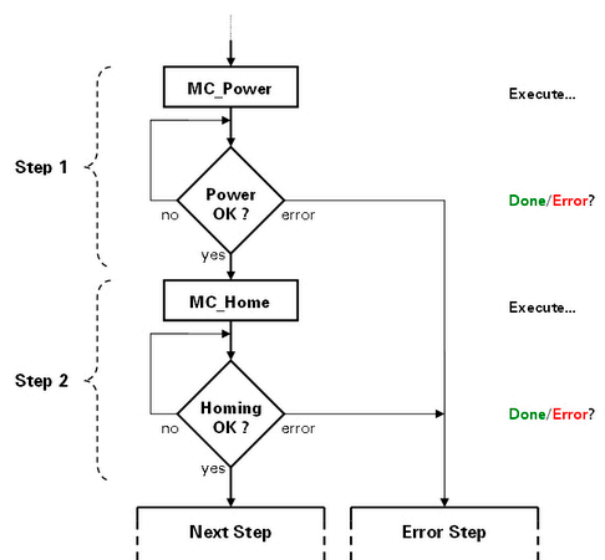 MC_Power
Execute...
Step 1
Power
OK ?
Done/Error?
no
error
yes
MC_Home
Execute...
Step 2
Homing
OK ?
Done/Error?
no
error
yes
Next Step
Error Step